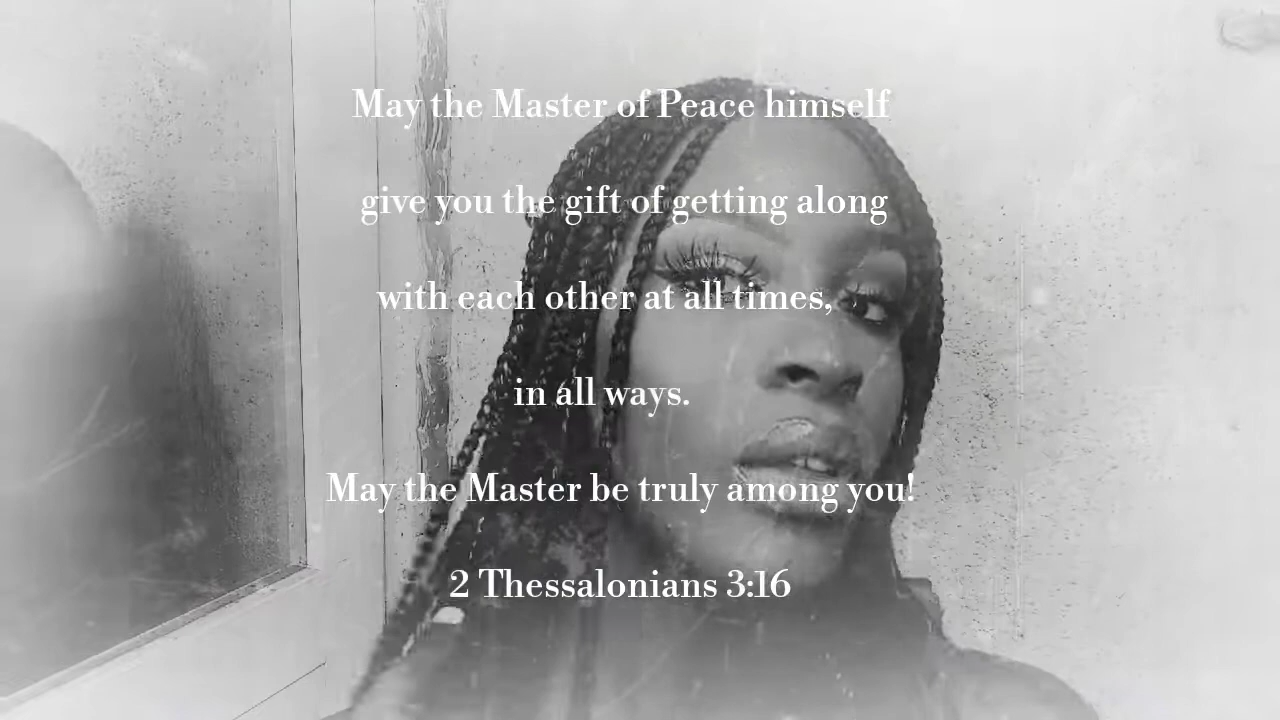 May the Master of Peace himself
give you the gift of getting along
with each other at all times,
in all ways.
May the Master be truly among you!
2 Thessalonians 3:16